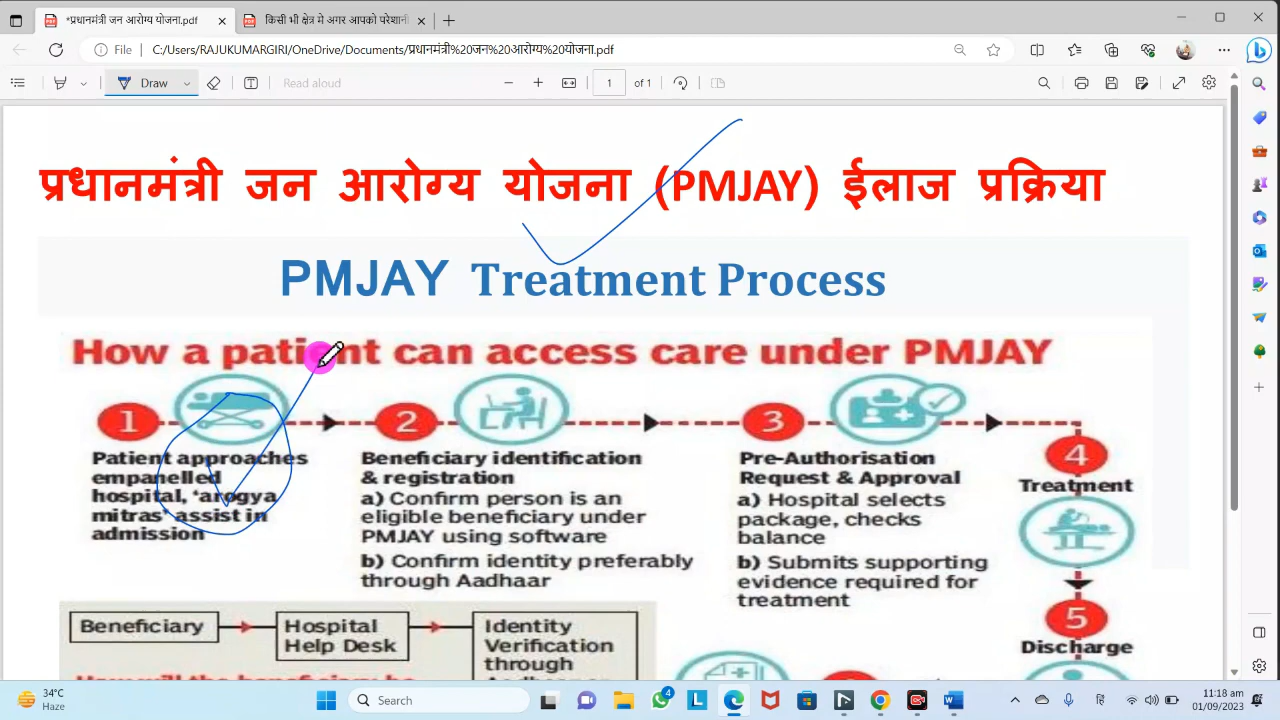 *प्रधानमंत्री जन आरोग्य योजना.pdf
किसी भी क्षेत्र मे अगर आपको परेशानी
File
C:/Users/RAJUKUMARGIRI/OneDrive/Documents/प्रधानमंत्री%20जन%20आरोग्य%20योजना.pdf
Draw
Read aloud
1
of 1
प्रधानमंत्री जन आरोग्य योजना (PMJAY) ईलाज प्रक्रिया
PMJAY Treatment Process
How a patient can access care under PMJAY
1
Patient approaches
empanelled
hospital, ‘arogya
mitras’ assist in
admission
2
Beneficiary identification
& registration
a) Confirm person is an
eligible beneficiary under
PMJAY using software
b) Confirm identity preferably
through Aadhaar
3
Pre-Authorisation
Request & Approval
a) Hospital selects
package, checks
balance
b) Submits supporting
evidence required for
treatment
4
Treatment
5
Discharge
Beneficiary
Hospital
Help Desk
Identity
Verification
through
34°C
Haze
Search
4
11:18 am
01/09/2023